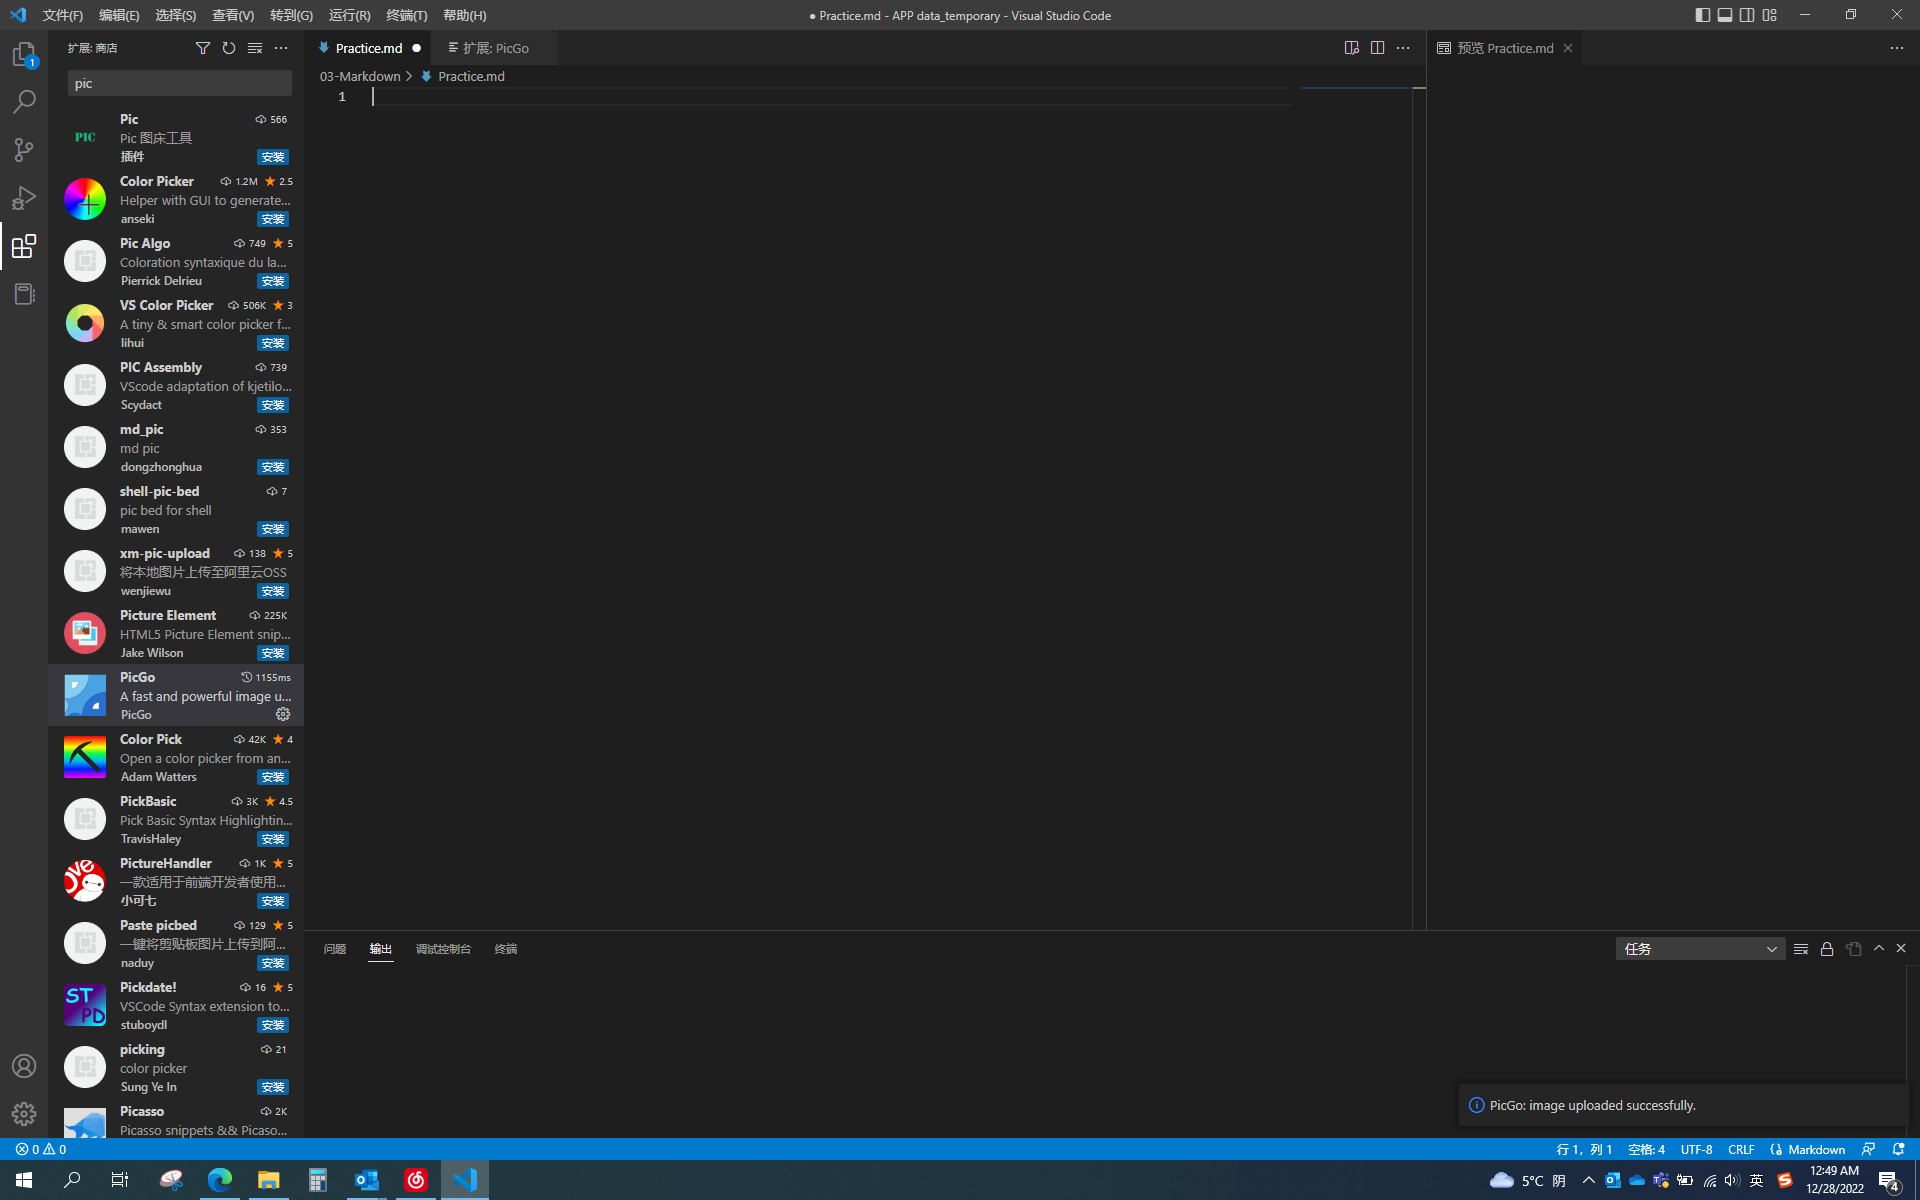 文件(F) 编辑(E) 选择(S) 查看(V) 转到(G) 运行(R) 终端(T) 帮助(H)
● Practice.md - APP data_temporary - Visual Studio Code
扩展: 商店
1
pic
Pic 566
Pic 图床工具
插件 安装
PIC
Color Picker 1.2M ★ 2.5
Helper with GUI to generate...
anseki 安装
Pic Algo 749 ★ 5
Coloration syntaxique du la...
Pierrick Delrieu 安装
VS Color Picker 506K ★ 3
A tiny & smart color picker f...
lihui 安装
PIC Assembly 739
VScode adaptation of kjetilo...
Scydact 安装
md_pic 353
md pic
dongzhonghua 安装
shell-pic-bed 7
pic bed for shell
mawen 安装
xm-pic-upload 138 ★ 5
将本地图片上传至阿里云OSS
wenjiewu 安装
Picture Element 225K
HTML5 Picture Element snip...
Jake Wilson 安装
PicGo 1155ms
A fast and powerful image u...
PicGo
Color Pick 42K ★ 4
Open a color picker from an...
Adam Watters 安装
PickBasic 3K ★ 4.5
Pick Basic Syntax Highlightin...
TravisHaley 安装
PictureHandler 1K ★ 5
一款适用于前端开发者使用...
小可七 安装
Paste picbed 129 ★ 5
一键将剪贴板图片上传到阿...
naduy 安装
Pickdate! 16 ★ 5
VSCode Syntax extension to...
stuboydl 安装
ST
PD
picking 21
color picker
Sung Ye In 安装
Picasso 2K
Picasso snippets && Picaso...
Practice.md ●
扩展: PicGo
03-Markdown > Practice.md
1
预览 Practice.md
问题 输出 调试控制台 终端
任务
PicGo: image uploaded successfully.
0 0
行 1，列 1 空格: 4 UTF-8 CRLF Markdown
5°C 阴
英
12:49 AM
12/28/2022
4